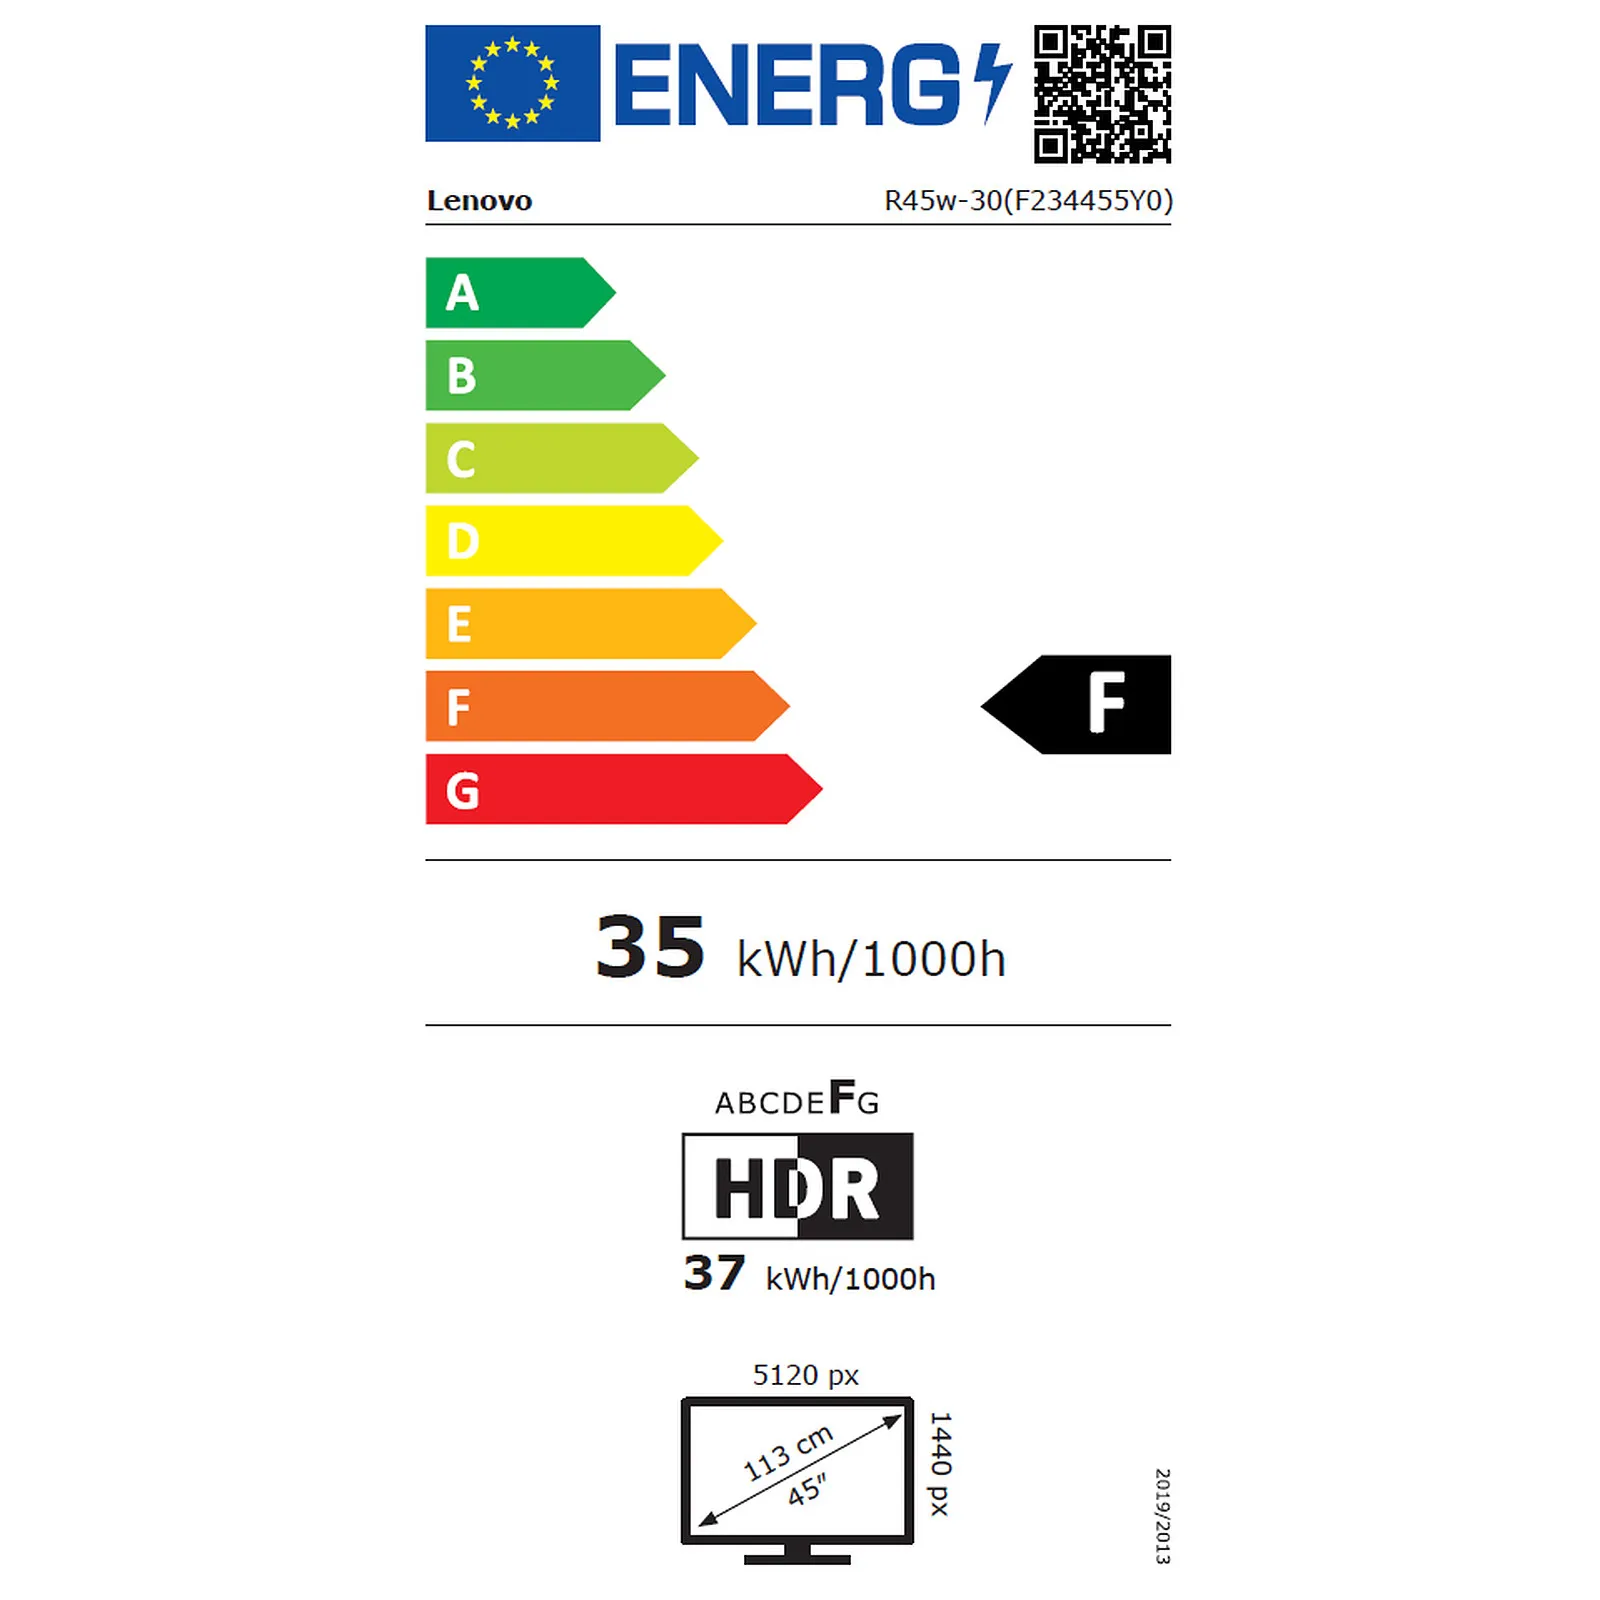 ENERG
Lenovo
R45w-30(F234455Y0)
A
B
C
D
E
F
F
G
35 kWh/1000h
ABCDEFG
HDR
37 kWh/1000h
5120 px
1440 px
113 cm
45"
2019/2013